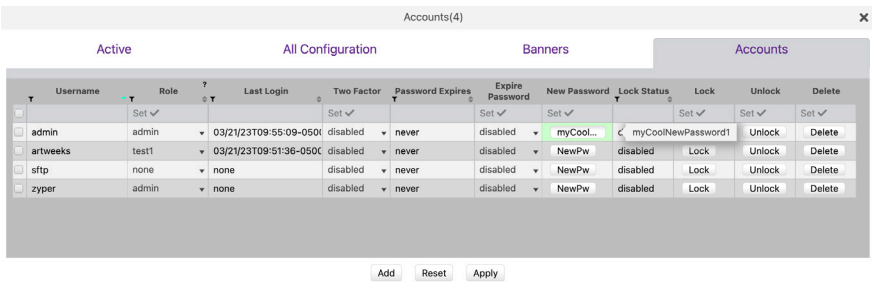 Accounts(4)
Active All Configuration Banners Accounts
Username Role ? Last Login Two Factor Password Expires Expire Password New Password Lock Status Lock Unlock Delete
Set Set Set Set Set Set
admin admin 03/21/23T09:55:09-0500 disabled never disabled myCool... myCoolNewPassword1 Unlock Delete
artweeks test1 03/21/23T09:51:36-0500 disabled never disabled NewPw disabled Lock Unlock Delete
sftp none none disabled never disabled NewPw disabled Lock Unlock Delete
zyper admin none disabled never disabled NewPw disabled Lock Unlock Delete
Add Reset Apply